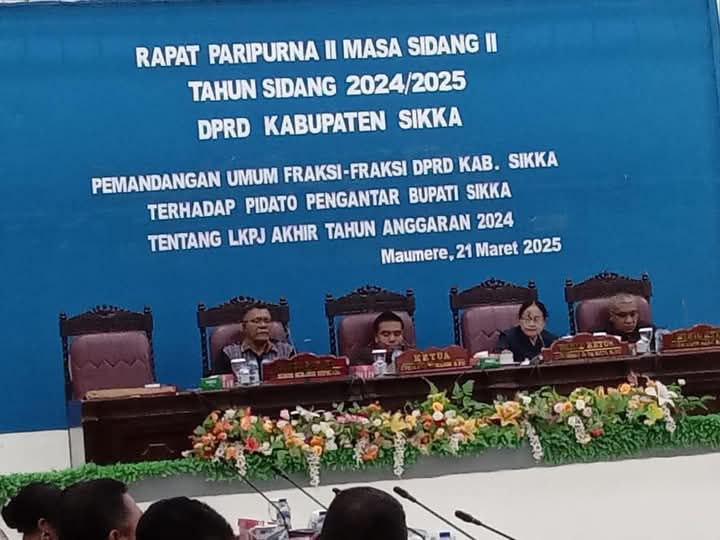 RAPAT PARIPURNA II MASA SIDANG II
TAHUN SIDANG 2024/2025
DPRD KABUPATEN SIKKA
PEMANDANGAN UMUM FRAKSI-FRAKSI DPRD KAB. SIKKA
TERHADAP PIDATO PENGANTAR BUPATI SIKKA
TENTANG LKPJ AKHIR TAHUN ANGGARAN 2024
Maumere, 21 Maret 2025
KETUA